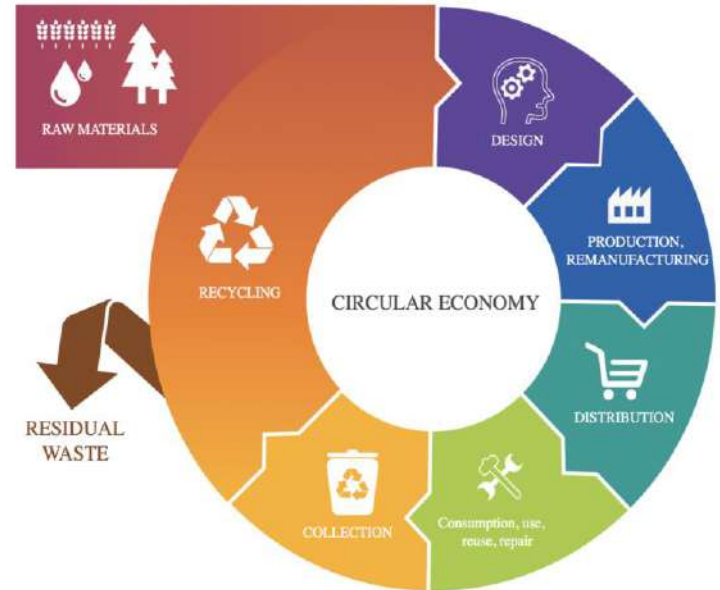 RAW MATERIALS
DESIGN
PRODUCTION,
REMANUFACTURING
RECYCLING
CIRCULAR ECONOMY
DISTRIBUTION
RESIDUAL
WASTE
COLLECTION
Consumption, use,
reuse, repair